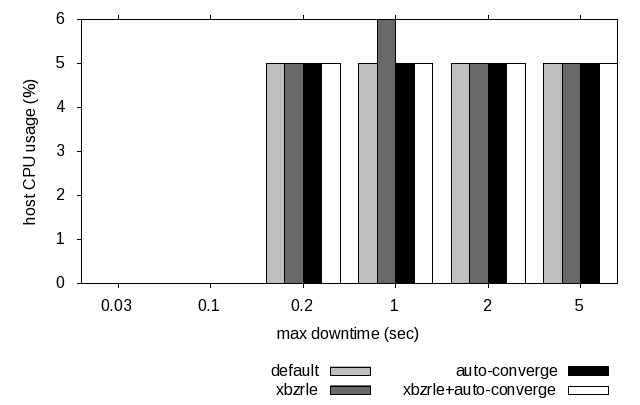 6
5
4
3
2
1
0
host CPU usage (%)
0.03 0.1 0.2 1 2 5
max downtime (sec)
default auto-converge
xbzrle xbzrle+auto-converge